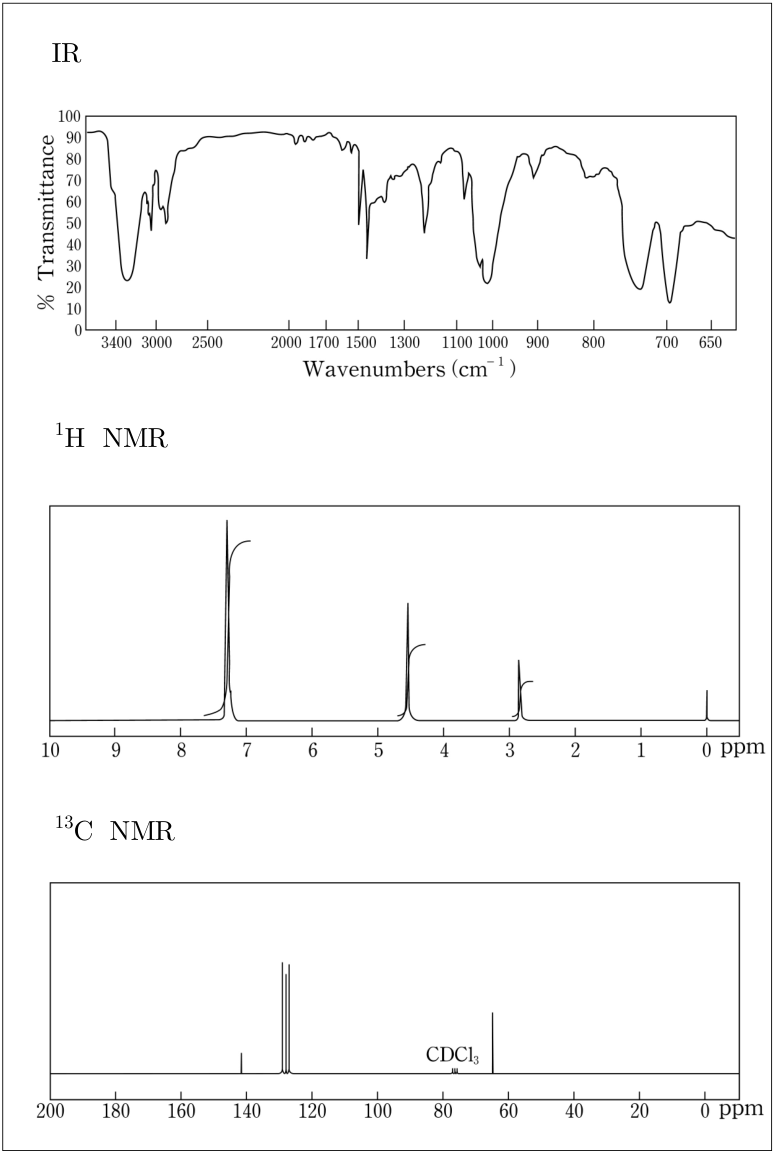 IR
% Transmittance
100
90
80
70
60
50
40
30
20
10
0
3400 3000 2500 2000 1700 1500 1300 1100 1000 900 800 700 650
Wavenumbers (cm⁻¹)
¹H NMR
10 9 8 7 6 5 4 3 2 1 0 ppm
¹³C NMR
CDCl₃
200 180 160 140 120 100 80 60 40 20 0 ppm